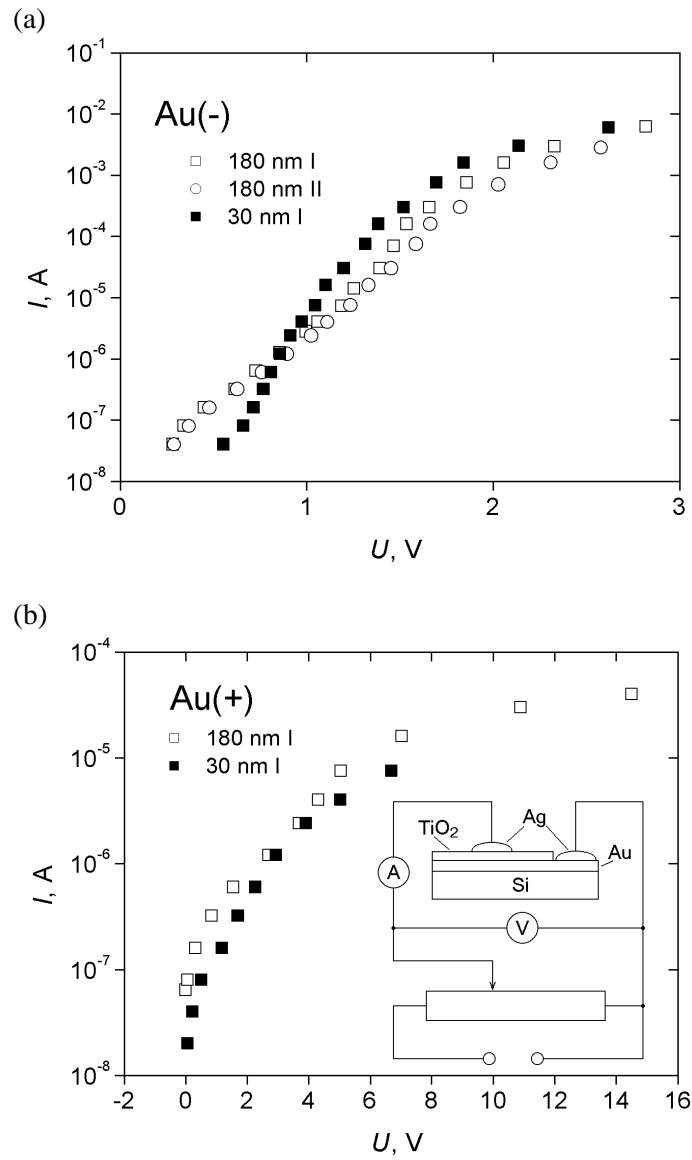 (a)
10-1
10-2
10-3
10-4
10-5
10-6
10-7
10-8
I, A
Au(-)
180 nm I
180 nm II
30 nm I
0 1 2 3
U, V
(b)
10-4
10-5
10-6
10-7
10-8
I, A
Au(+)
180 nm I
30 nm I
TiO2
Ag
Au
Si
A
V
-2 0 2 4 6 8 10 12 14 16
U, V